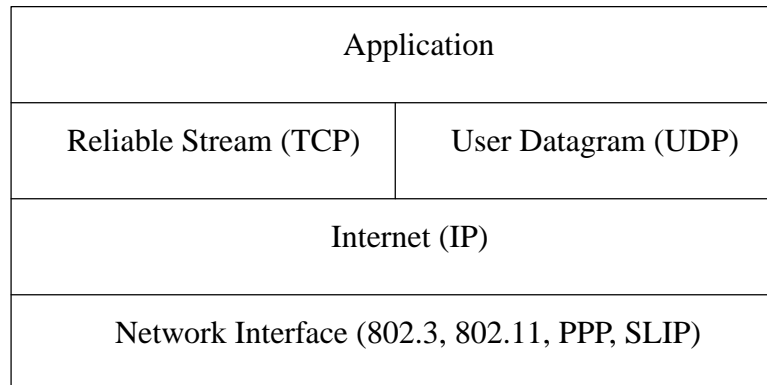 Application
Reliable Stream (TCP)
User Datagram (UDP)
Internet (IP)
Network Interface (802.3, 802.11, PPP, SLIP)